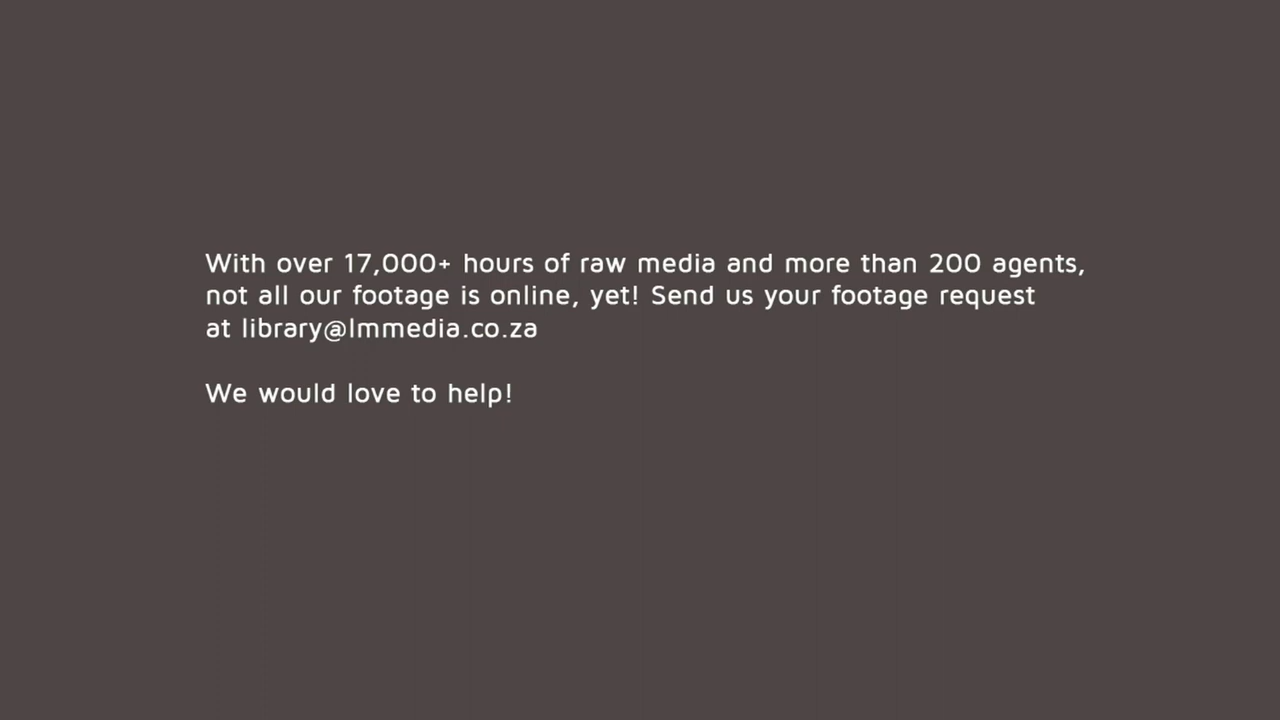 With over 17,000+ hours of raw media and more than 200 agents,
not all our footage is online, yet! Send us your footage request
at library@lmmedia.co.za
We would love to help!